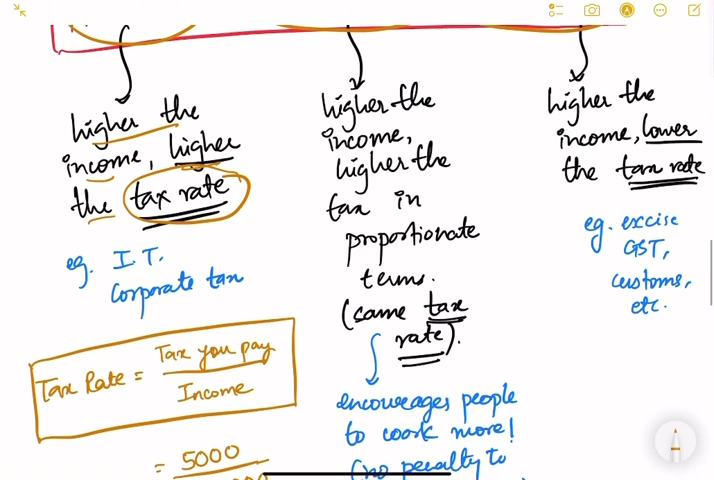 higher the
income, higher
the tax rate
eg. I.T.
Corporate tax
Tax Rate = Tax you pay
Income
= 5000
higher the
income,
higher the
tax in
proportionate
terms.
(same tax
rate).
encourages people
to work more!
(no penalty to
higher the
income, lower
the tax rate
eg. excise
GST,
customs,
etc.